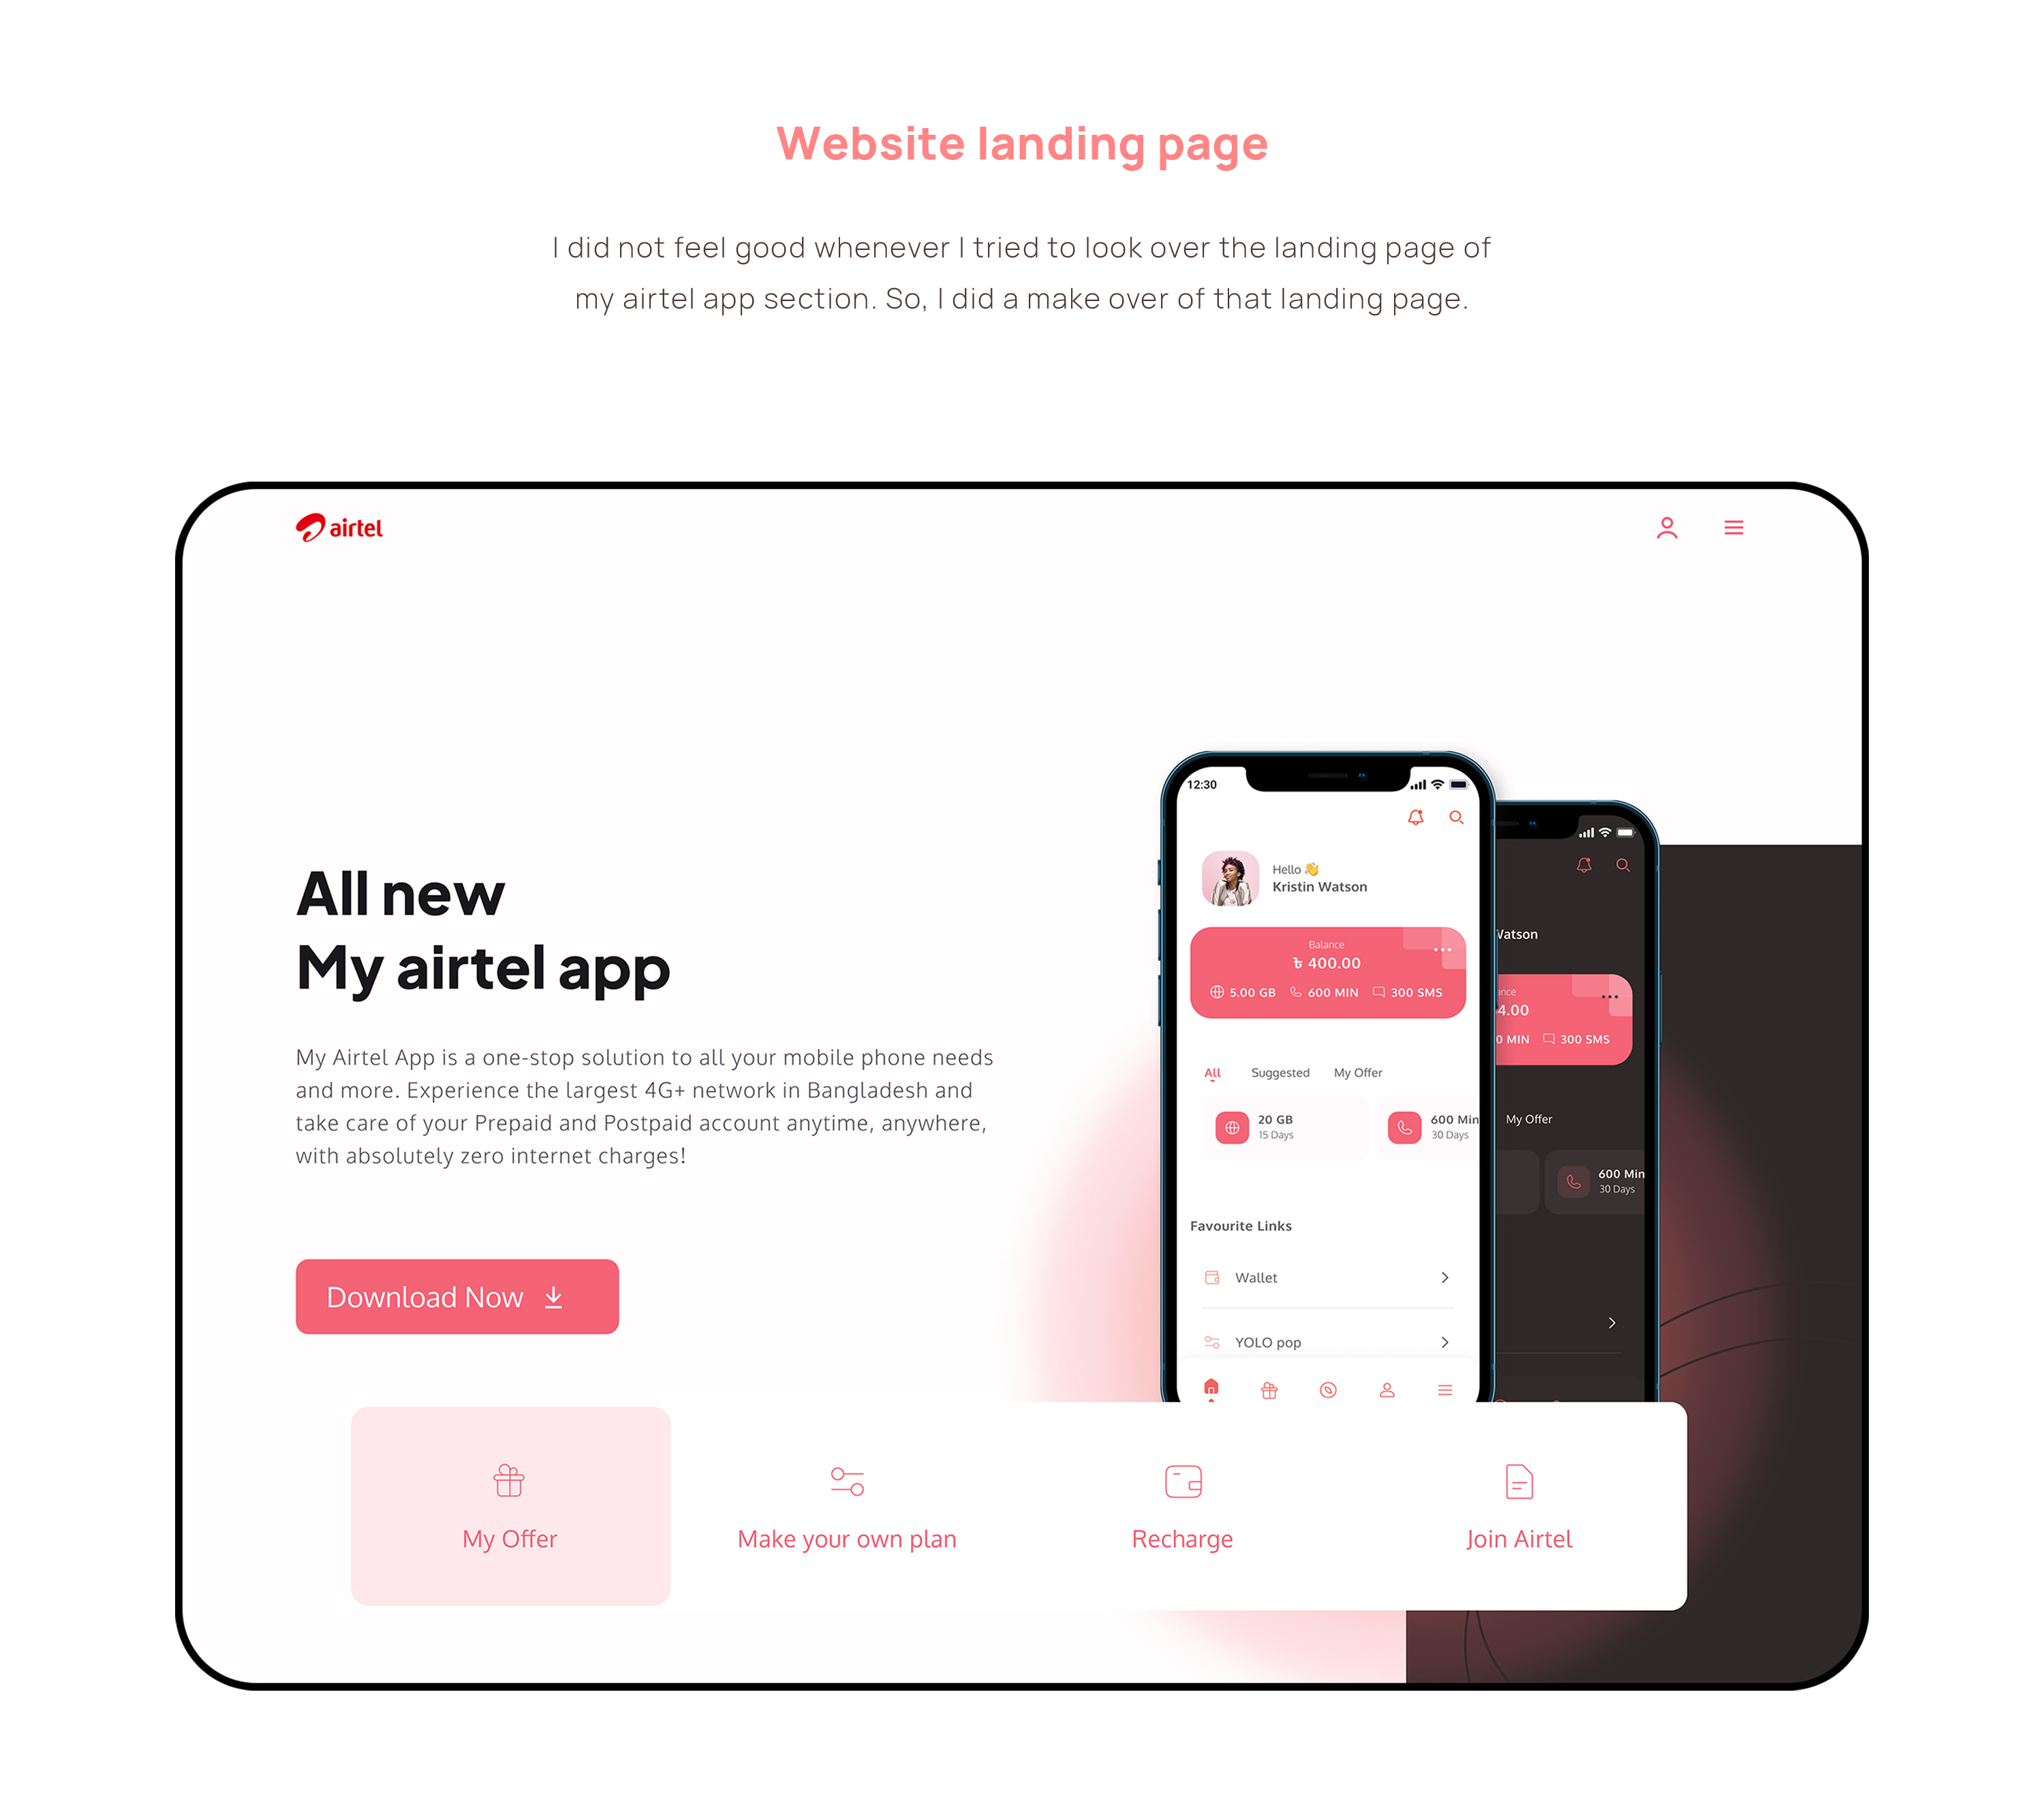 Website landing page
I did not feel good whenever I tried to look over the landing page of
my airtel app section. So, I did a make over of that landing page.
airtel
All new
My airtel app
My Airtel App is a one-stop solution to all your mobile phone needs
and more. Experience the largest 4G+ network in Bangladesh and
take care of your Prepaid and Postpaid account anytime, anywhere,
with absolutely zero internet charges!
Download Now
12:30
Hello 👋
Kristin Watson
Balance
৳ 400.00
5.00 GB 600 MIN 300 SMS
All Suggested My Offer
20 GB
15 Days
600 Min
30 Days
Favourite Links
Wallet
YOLO pop
Watson
4.00
0 MIN 300 SMS
My Offer
600 Min
30 Days
My Offer
Make your own plan
Recharge
Join Airtel